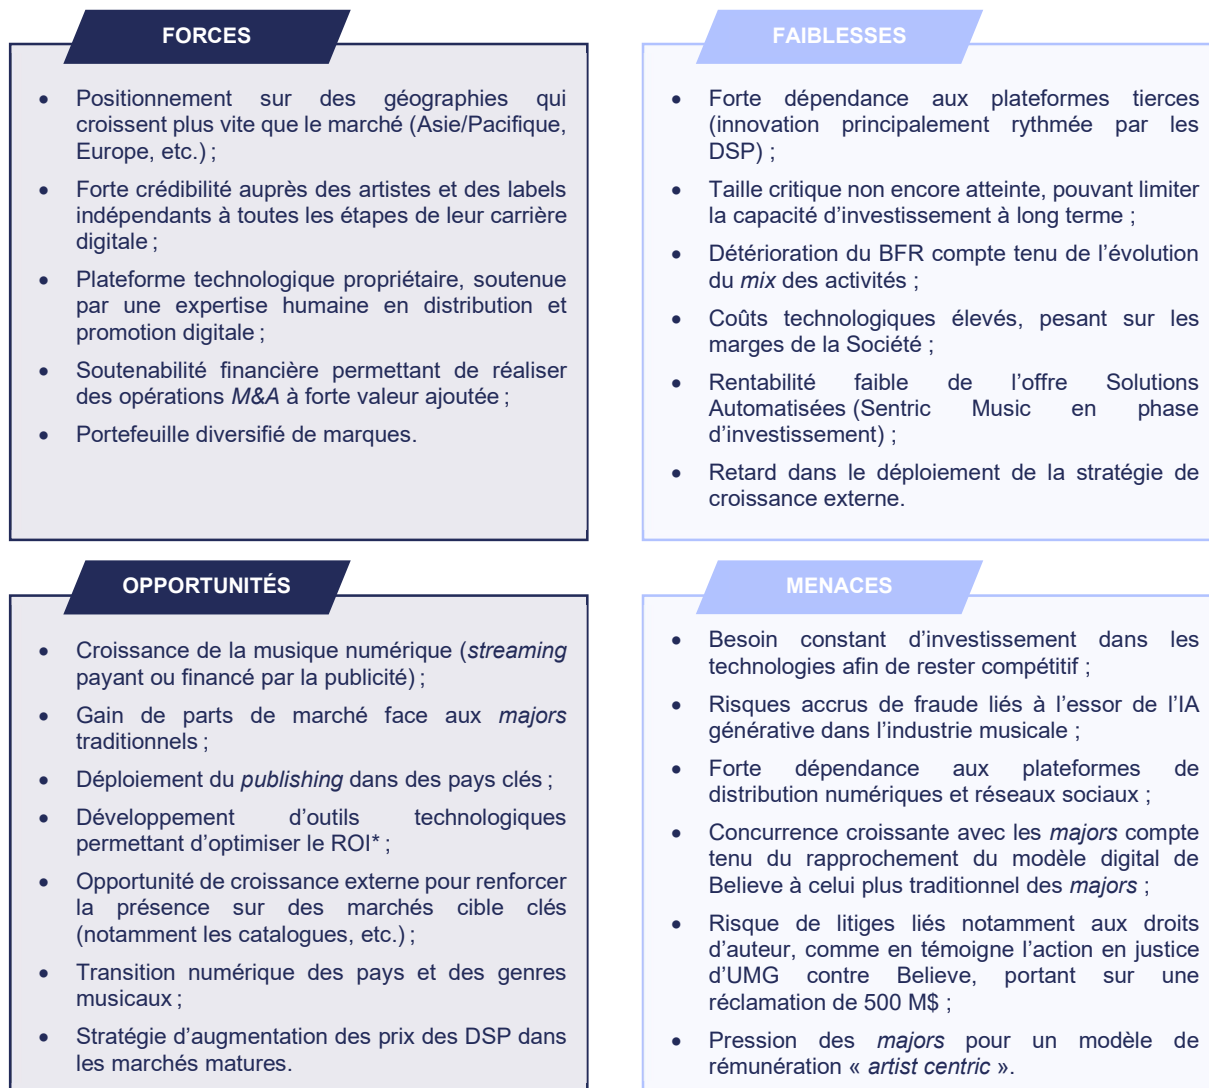 FORCES
• Positionnement sur des géographies qui
croissent plus vite que le marché (Asie/Pacifique,
Europe, etc.) ;
• Forte crédibilité auprès des artistes et des labels
indépendants à toutes les étapes de leur carrière
digitale ;
• Plateforme technologique propriétaire, soutenue
par une expertise humaine en distribution et
promotion digitale ;
• Soutenabilité financière permettant de réaliser
des opérations M&A à forte valeur ajoutée ;
• Portefeuille diversifié de marques.
FAIBLESSES
• Forte dépendance aux plateformes tierces
(innovation principalement rythmée par les
DSP) ;
• Taille critique non encore atteinte, pouvant limiter
la capacité d’investissement à long terme ;
• Détérioration du BFR compte tenu de l’évolution
du mix des activités ;
• Coûts technologiques élevés, pesant sur les
marges de la Société ;
• Rentabilité faible de l’offre Solutions
Automatisées (Sentric Music en phase
d’investissement) ;
• Retard dans le déploiement de la stratégie de
croissance externe.
OPPORTUNITÉS
• Croissance de la musique numérique (streaming
payant ou financé par la publicité) ;
• Gain de parts de marché face aux majors
traditionnels ;
• Déploiement du publishing dans des pays clés ;
• Développement d’outils technologiques
permettant d’optimiser le ROI* ;
• Opportunité de croissance externe pour renforcer
la présence sur des marchés cible clés
(notamment les catalogues, etc.) ;
• Transition numérique des pays et des genres
musicaux ;
• Stratégie d’augmentation des prix des DSP dans
les marchés matures.
MENACES
• Besoin constant d’investissement dans les
technologies afin de rester compétitif ;
• Risques accrus de fraude liés à l’essor de l’IA
générative dans l’industrie musicale ;
• Forte dépendance aux plateformes de
distribution numériques et réseaux sociaux ;
• Concurrence croissante avec les majors compte
tenu du rapprochement du modèle digital de
Believe à celui plus traditionnel des majors ;
• Risque de litiges liés notamment aux droits
d’auteur, comme en témoigne l’action en justice
d’UMG contre Believe, portant sur une
réclamation de 500 M$ ;
• Pression des majors pour un modèle de
rémunération « artist centric ».